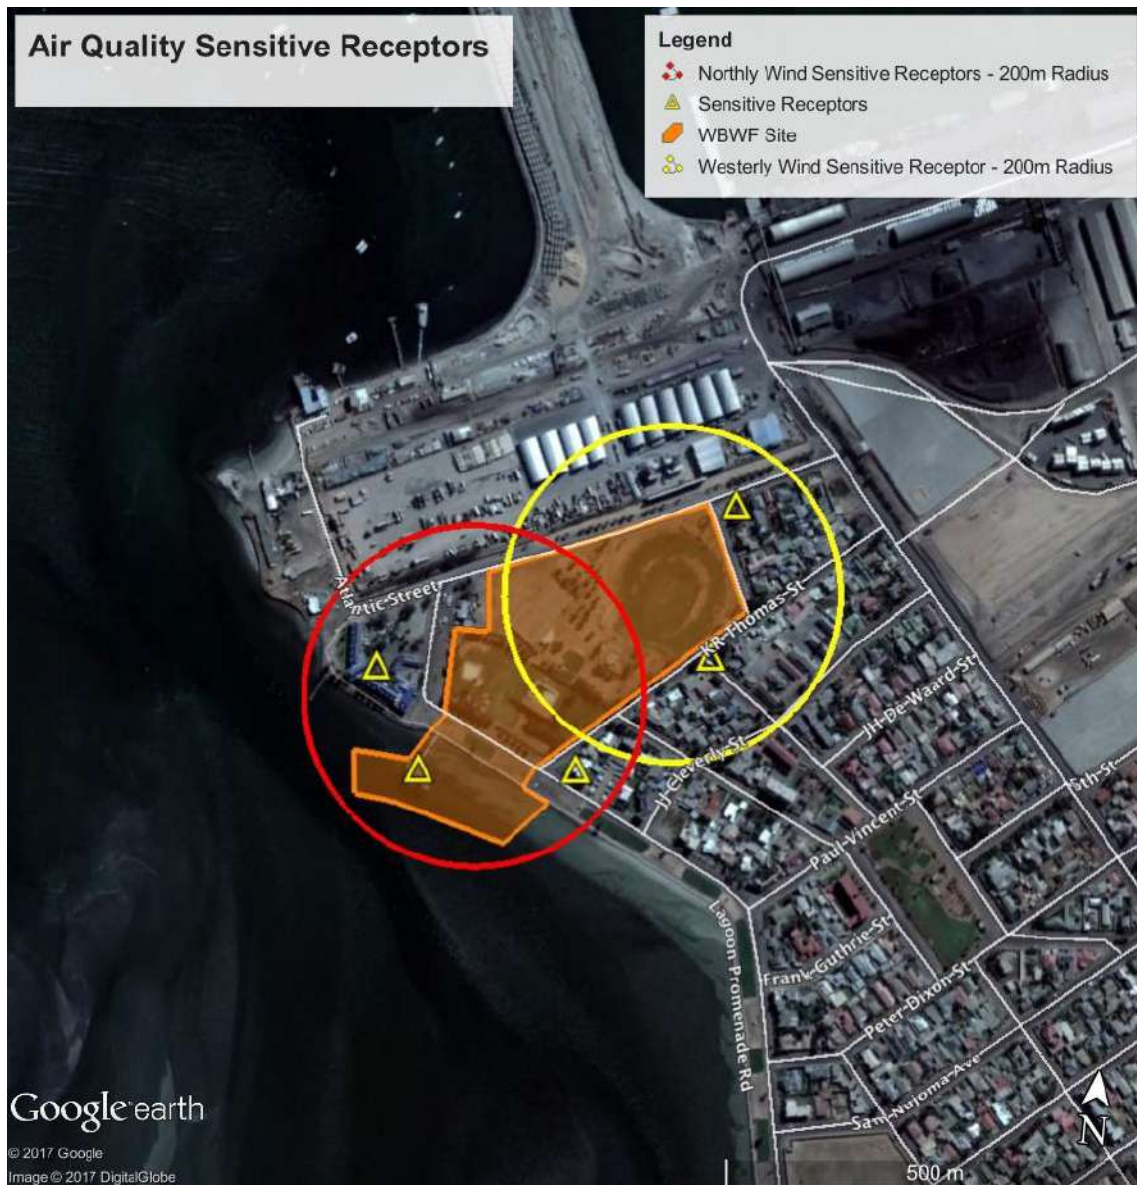 Air Quality Sensitive Receptors
Legend
Northly Wind Sensitive Receptors - 200m Radius
Sensitive Receptors
WBWF Site
Westerly Wind Sensitive Receptor - 200m Radius
Atlantic Street
KR Thomas St
JH De Waard St
JJ Cleverly St
5th St
Paul Vincent St
Lagoon Promenade Rd
Frank Guthrie St
Peter Dixon St
Sam Nujoma Ave
Google earth
N
© 2017 Google
Image © 2017 DigitalGlobe
500 m